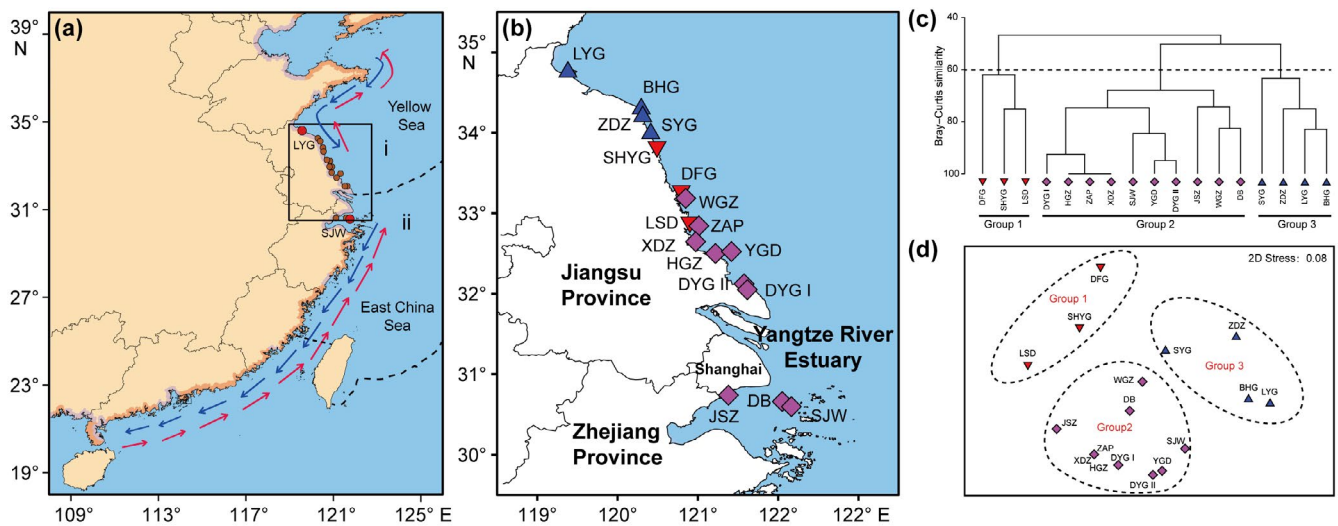 (a)
39°
N
35°
31°
27°
23°
19°
109
113
117
121
125 E
Yellow
Sea
LYG
i
ii
SJW
East China
Sea
(b)
35°
N
34°
33°
32°
31°
30°
119°
120°
121°
122°
122° E
LYG
BHG
ZDZ
SYG
SHYG
DFG
WGZ
LSD
ZAP
XDZ
HGZ
YGD
DYG II
DYG I
Jiangsu
Province
Yangtze River
Estuary
Shanghai
JSZ
DB
SJW
Zhejiang
Province
(c)
Bray–Curtis similarity
40
60
80
100
DFG
SHYG
LSD
DYG I
HGZ
ZAP
XDZ
SJW
YGD
DYG II
JSZ
WGZ
DB
SYG
ZDZ
LYG
BHG
Group 1
Group 2
Group 3
(d)
2D Stress: 0.08
DFG
Group 1
SHYG
LSD
ZDZ
SYG
Group 3
BHG
LYG
WGZ
DB
JSZ
Group2
ZAP
XDZ
DYG I
HGZ
SJW
YGD
DYG II